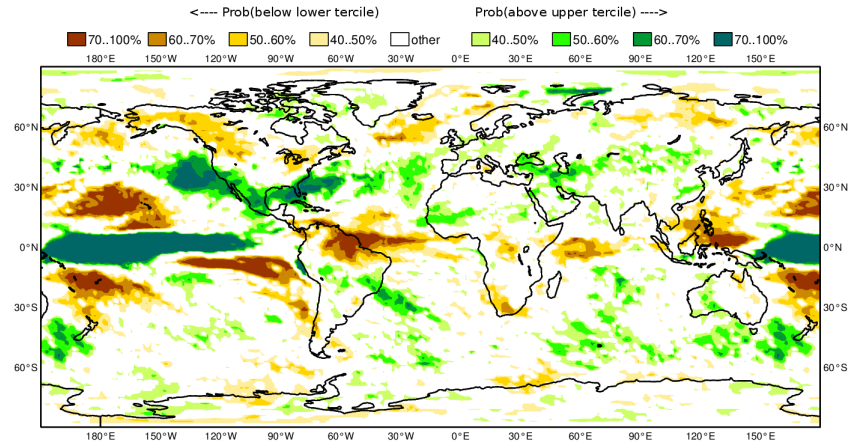 <---- Prob(below lower tercile) Prob(above upper tercile) ---->
70..100% 60..70% 50..60% 40..50% other 40..50% 50..60% 60..70% 70..100%
180°E 150°W 120°W 90°W 60°W 30°W 0°E 30°E 60°E 90°E 120°E 150°E
60°N 60°N
30°N 30°N
0°N 0°N
30°S 30°S
60°S 60°S
180°E 150°W 120°W 90°W 60°W 30°W 0°E 30°E 60°E 90°E 120°E 150°E